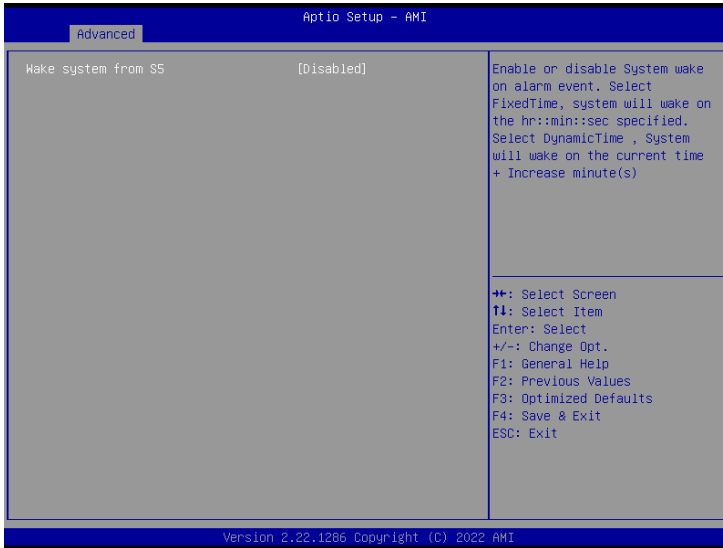 Aptio Setup – AMI
Advanced
Wake system from S5 [Disabled]
Enable or disable System wake
on alarm event. Select
FixedTime, system will wake on
the hr::min::sec specified.
Select DynamicTime , System
will wake on the current time
+ Increase minute(s)
→←: Select Screen
↑↓: Select Item
Enter: Select
+/-: Change Opt.
F1: General Help
F2: Previous Values
F3: Optimized Defaults
F4: Save & Exit
ESC: Exit
Version 2.22.1286 Copyright (C) 2022 AMI